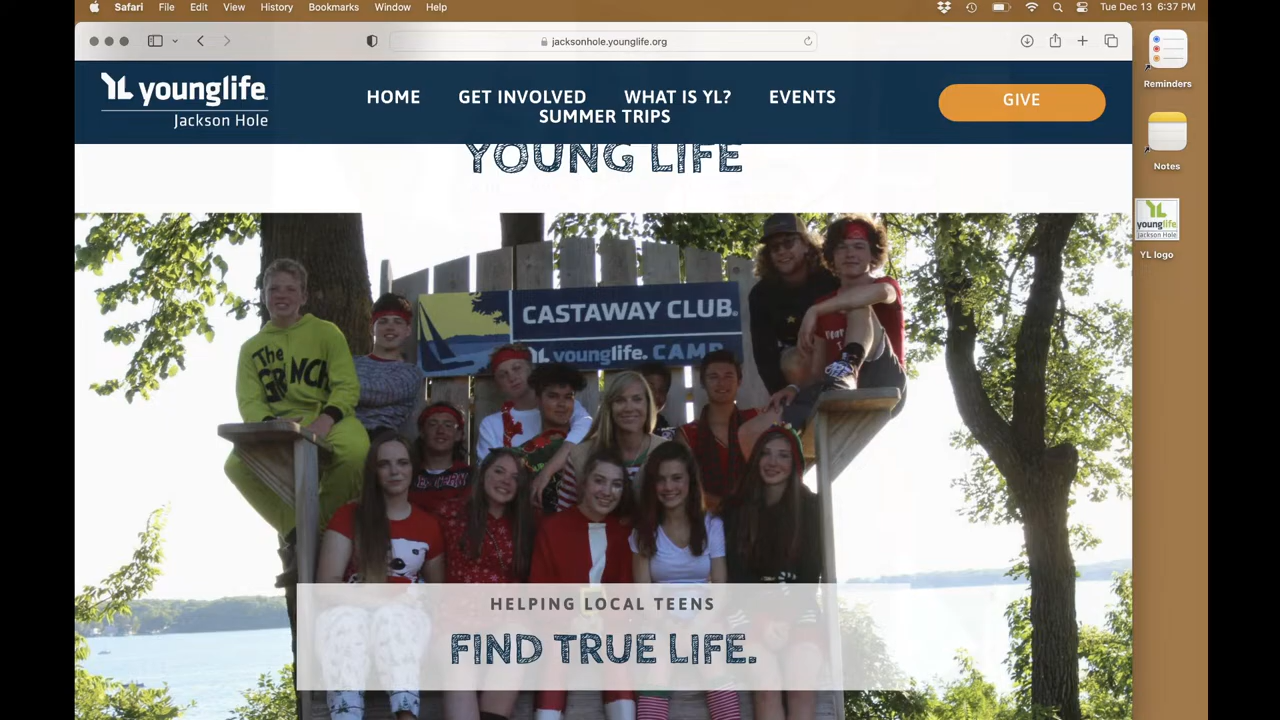 Safari File Edit View History Bookmarks Window Help
Tue Dec 13 6:37 PM
jacksonhole.younglife.org
younglife
Jackson Hole
HOME GET INVOLVED WHAT IS YL? EVENTS
SUMMER TRIPS
GIVE
Reminders
Notes
younglife
Jackson Hole
YL logo
YOUNG LIFE
CASTAWAY CLUB
younglife. CAMP
The
GRINCH
HELPING LOCAL TEENS
FIND TRUE LIFE.